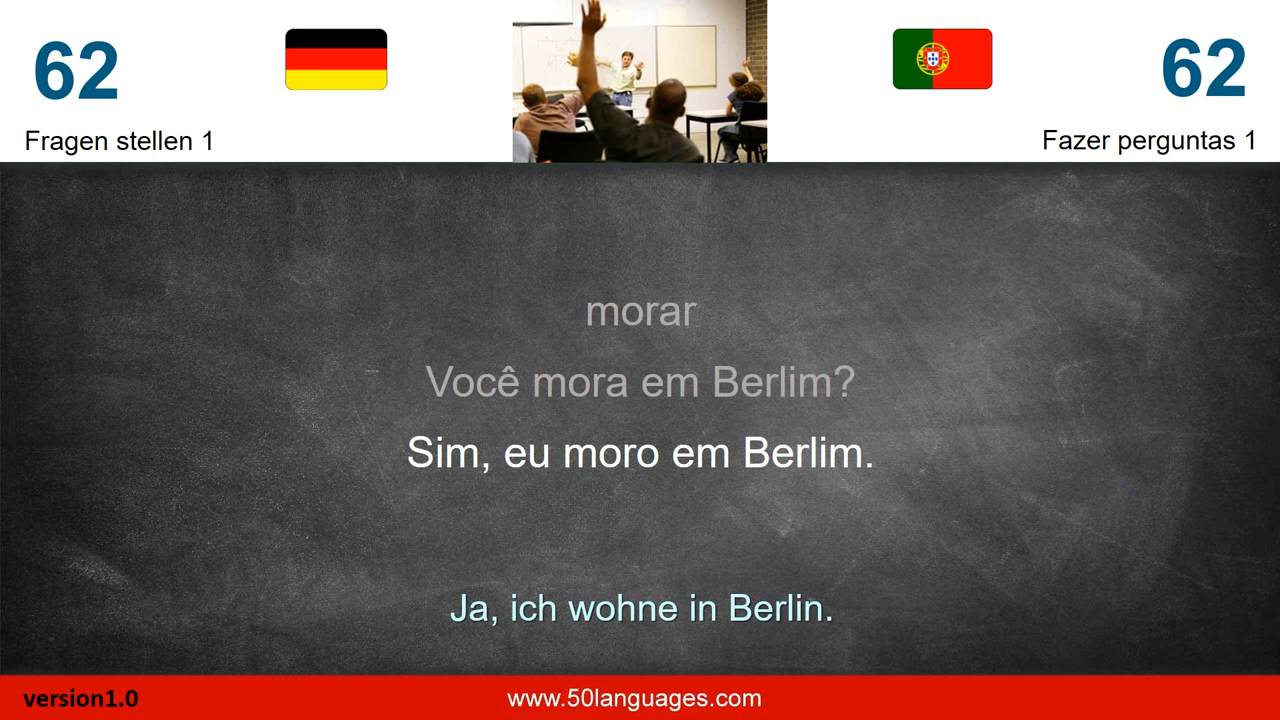 62
62
Fragen stellen 1
Fazer perguntas 1
morar
Você mora em Berlim?
Sim, eu moro em Berlim.
Ja, ich wohne in Berlin.
version1.0
www.50languages.com